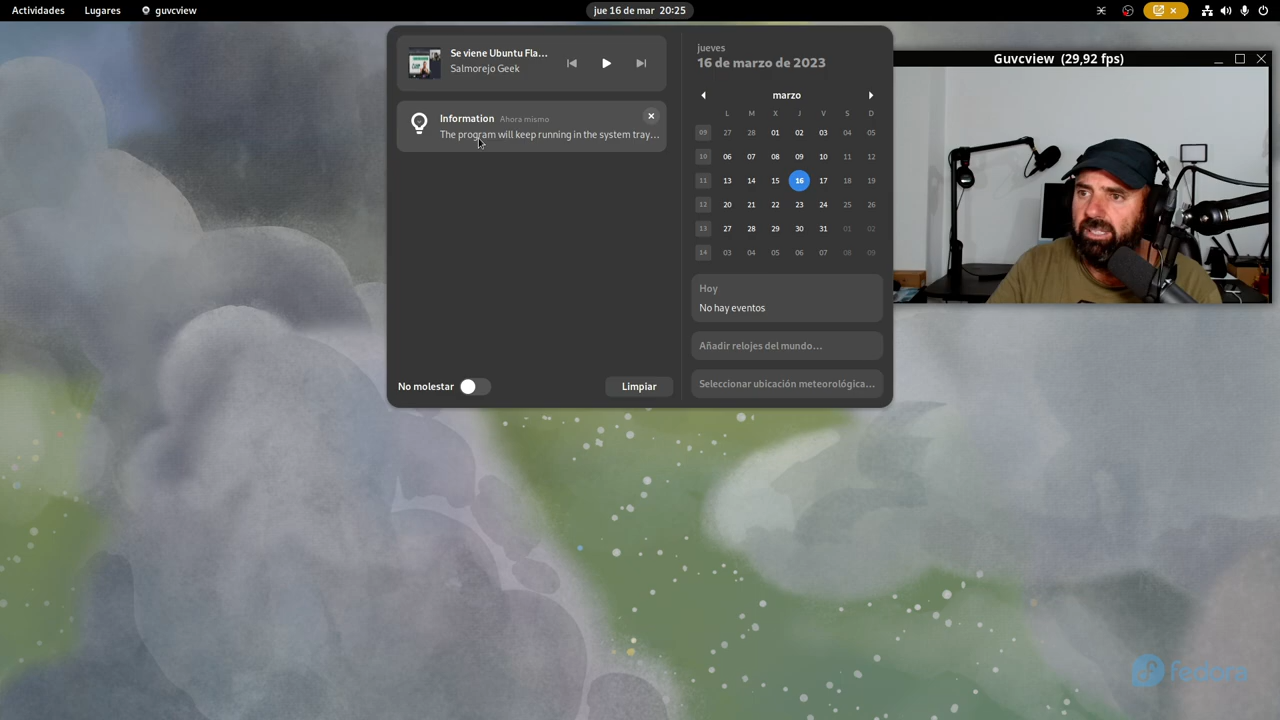 Actividades Lugares guvcview jue 16 de mar 20:25
Guvcview (29,92 fps)
Se viene Ubuntu Fla...
Salmorejo Geek
Information Ahora mismo
The program will keep running in the system tray...
No molestar Limpiar
jueves
16 de marzo de 2023
marzo
L M X J V S D
09 27 28 01 02 03 04 05
10 06 07 08 09 10 11 12
11 13 14 15 16 17 18 19
12 20 21 22 23 24 25 26
13 27 28 29 30 31 01 02
14 03 04 05 06 07 08 09
Hoy
No hay eventos
Añadir relojes del mundo...
Seleccionar ubicación meteorológica...
fedora